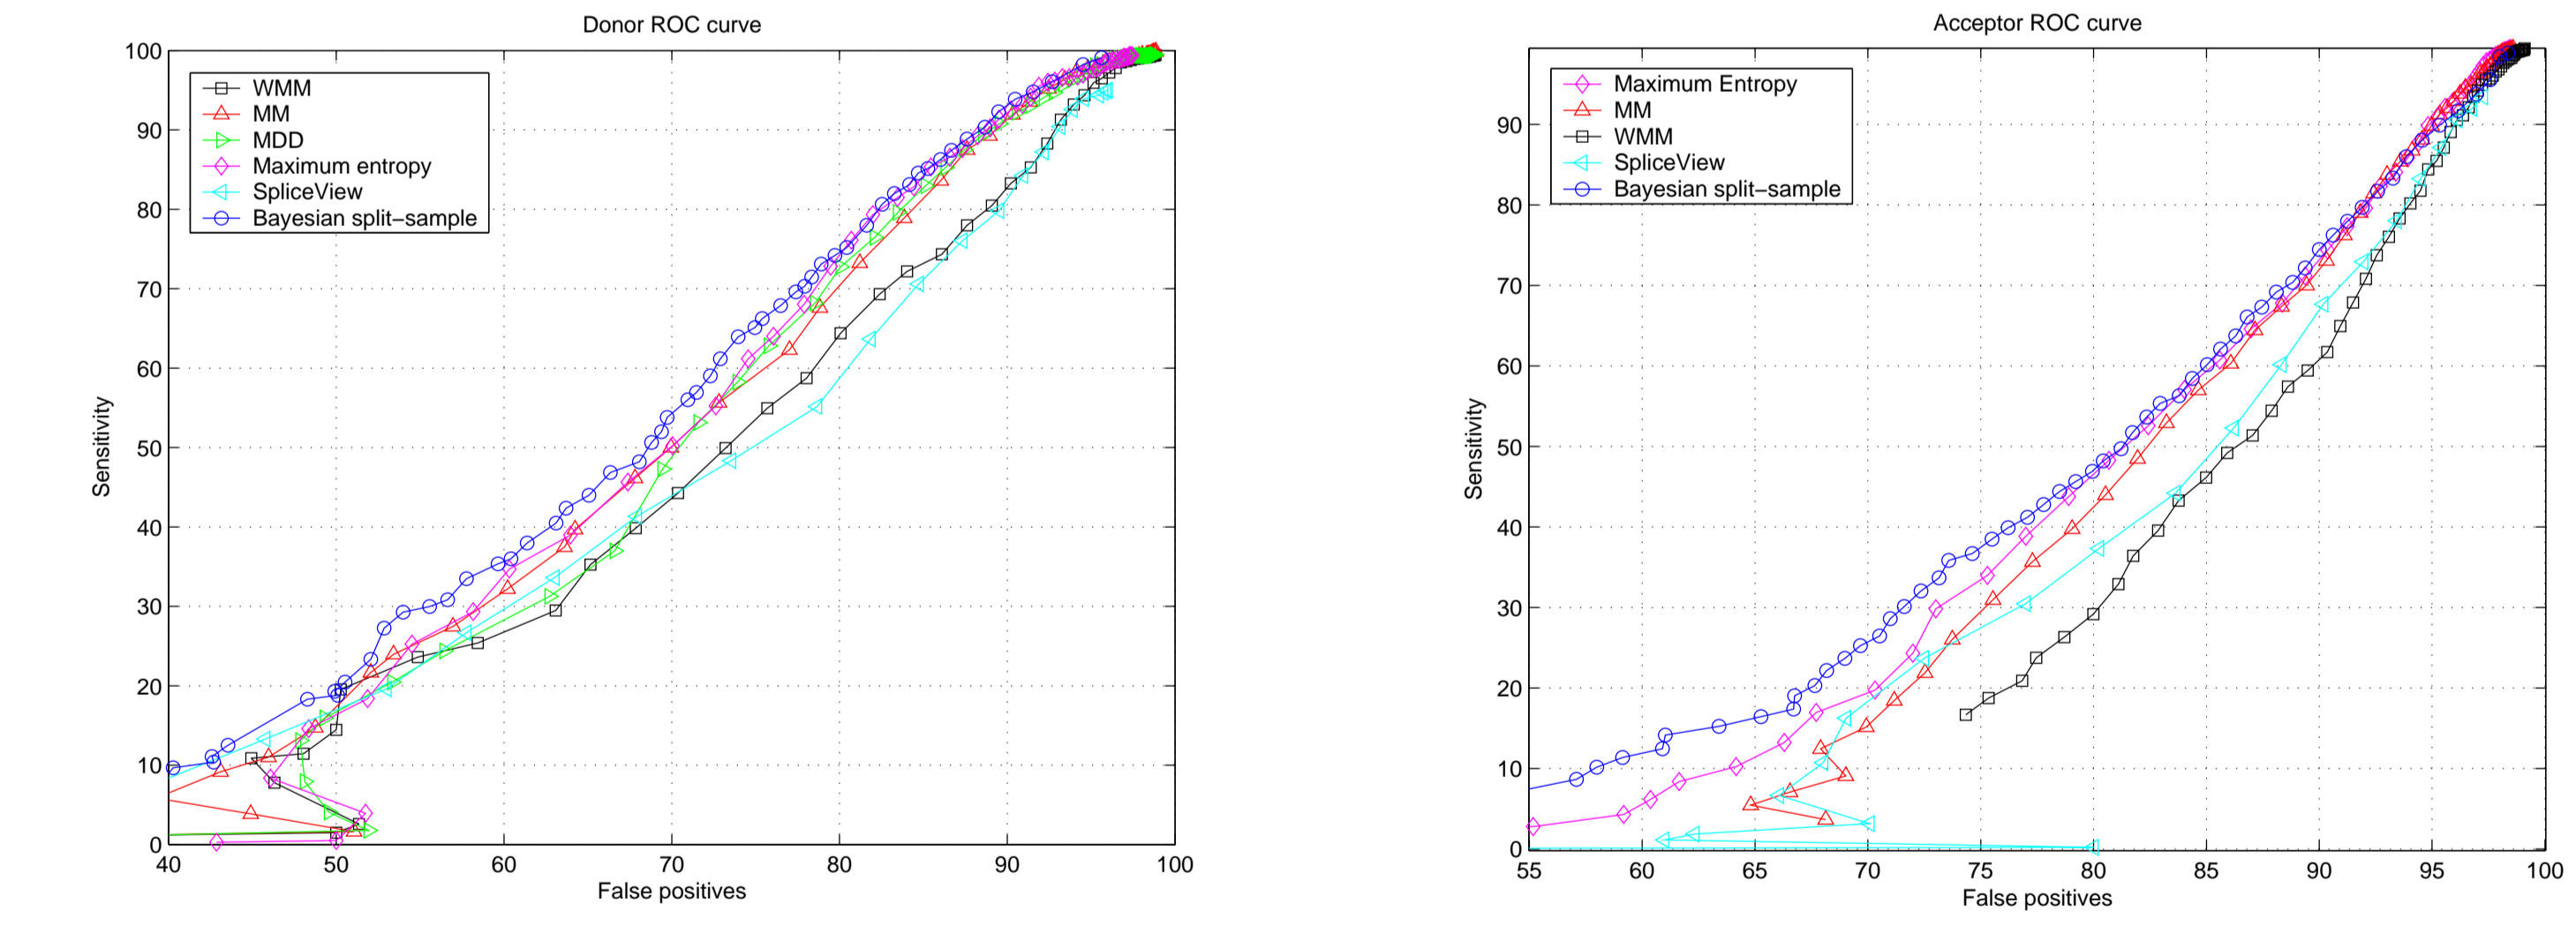 Donor ROC curve
100
90
80
70
60
50
40
30
20
10
0
Sensitivity
WMM
MM
MDD
Maximum entropy
SpliceView
Bayesian split−sample
40 50 60 70 80 90 100
False positives
Acceptor ROC curve
90
80
70
60
50
40
30
20
10
0
Sensitivity
Maximum Entropy
MM
WMM
SpliceView
Bayesian split−sample
55 60 65 70 75 80 85 90 95 100
False positives